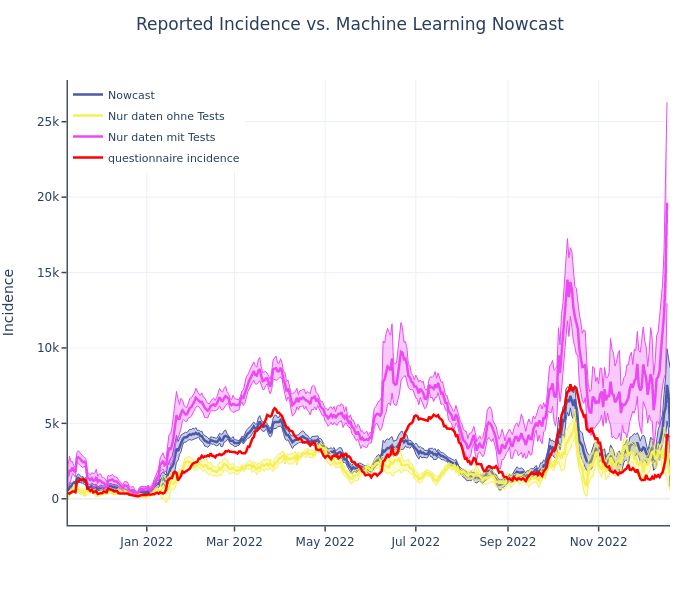 Reported Incidence vs. Machine Learning Nowcast
Nowcast
Nur daten ohne Tests
Nur daten mit Tests
questionnaire incidence
25k
20k
15k
10k
5k
0
Incidence
Jan 2022
Mar 2022
May 2022
Jul 2022
Sep 2022
Nov 2022